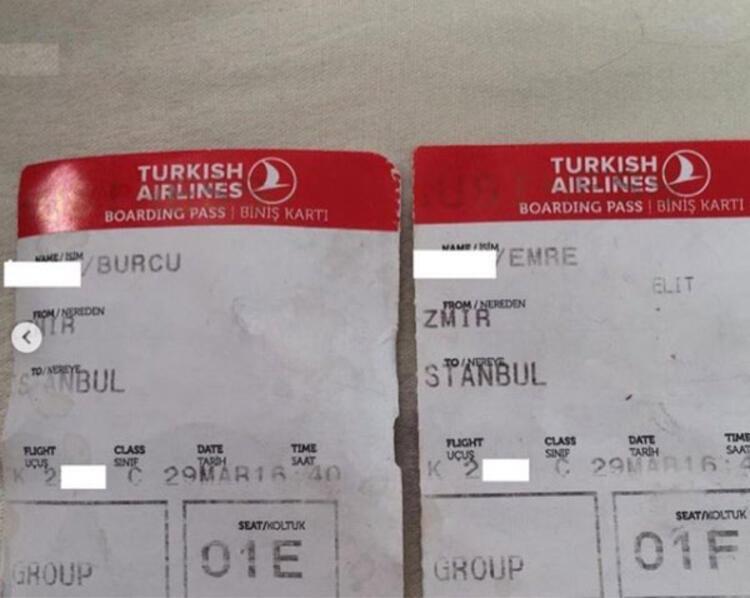 TURKISH
AIRLINES
BOARDING PASS | BİNİŞ KARTI
NAME / İSİM
/BURCU
FROM / NEREDEN
MIR
TO / NEREYE
STANBUL
FLIGHT CLASS DATE TIME
UÇUŞ SINIF TARİH SAAT
K 2 C 29MAR16:40
SEAT/KOLTUK
01E
GROUP
TURKISH
AIRLINES
BOARDING PASS | BİNİŞ KARTI
NAME / İSİM
/EMRE
ELIT
FROM / NEREDEN
ZMIR
TO / NEREYE
STANBUL
FLIGHT CLASS DATE TIME
UÇUŞ SINIF TARİH SAAT
K 2 C 29MAR16:4
SEAT/KOLTUK
01F
GROUP